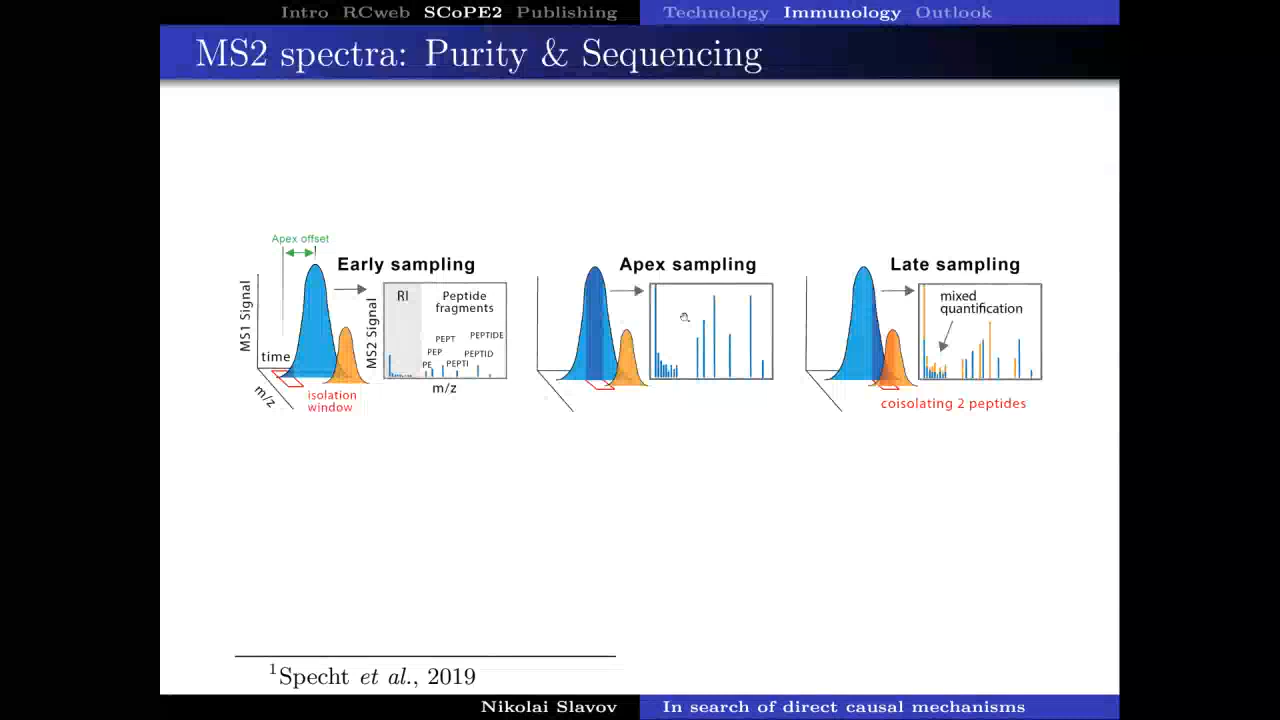 Intro RCweb SCoPE2 Publishing Technology Immunology Outlook
MS2 spectra: Purity & Sequencing
Apex offset
Early sampling
MS1 Signal
time
m/z
isolation
window
MS2 Signal
RI
Peptide
fragments
PEPT
PEPTIDE
PEP
PEPTID
PE
PEPTI
m/z
Apex sampling
Late sampling
mixed
quantification
coisolating 2 peptides
1Specht et al., 2019
Nikolai Slavov In search of direct causal mechanisms